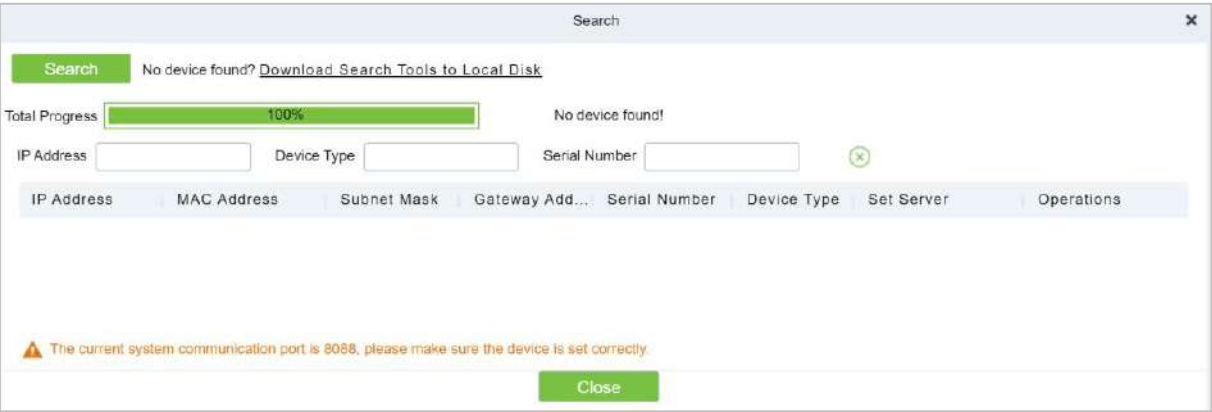 Search
Search No device found? Download Search Tools to Local Disk
Total Progress 100% No device found!
IP Address Device Type Serial Number
IP Address MAC Address Subnet Mask Gateway Add... Serial Number Device Type Set Server Operations
The current system communication port is 8088, please make sure the device is set correctly.
Close